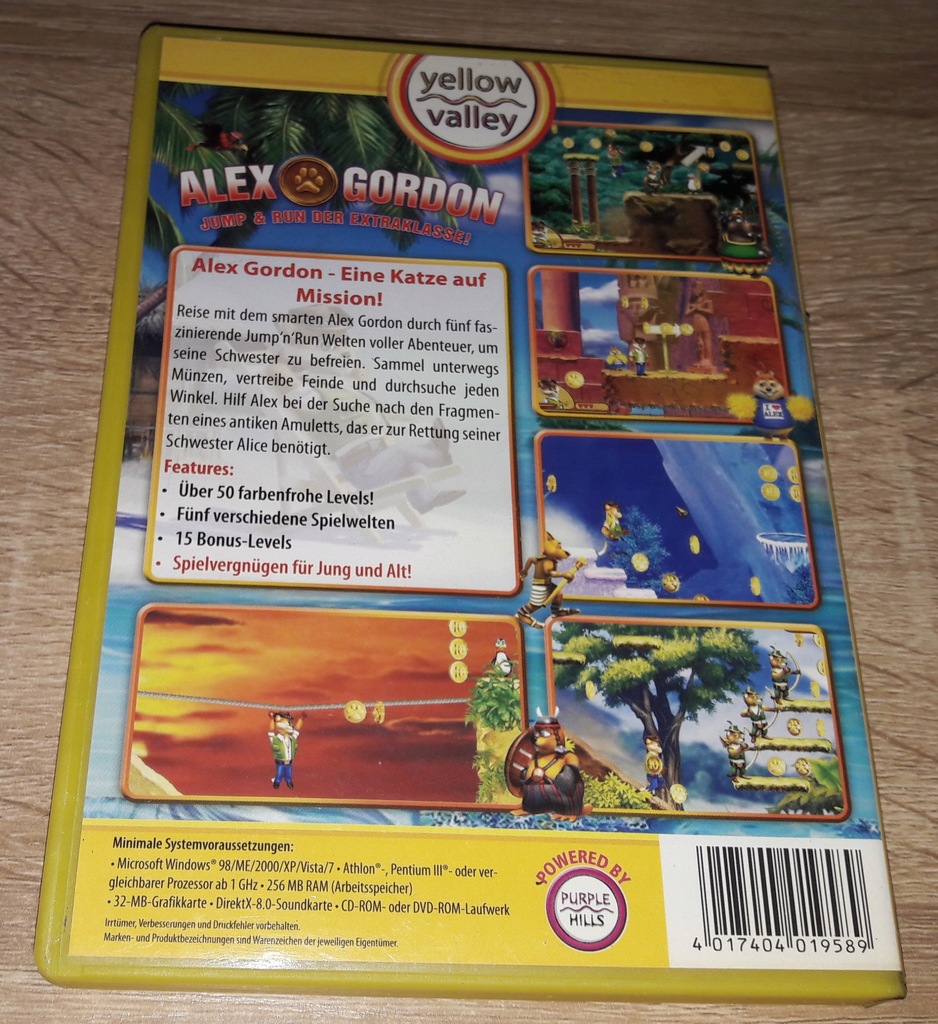 yellow
valley
ALEX GORDON
JUMP & RUN DER EXTRAKLASSE!
Alex Gordon - Eine Katze auf
Mission!
Reise mit dem smarten Alex Gordon durch fünf fas-
zinierende Jump'n'Run Welten voller Abenteuer, um
seine Schwester zu befreien. Sammel unterwegs
Münzen, vertreibe Feinde und durchsuche jeden
Winkel. Hilf Alex bei der Suche nach den Fragmen-
ten eines antiken Amuletts, das er zur Rettung seiner
Schwester Alice benötigt.
Features:
• Über 50 farbenfrohe Levels!
• Fünf verschiedene Spielwelten
• 15 Bonus-Levels
• Spielvergnügen für Jung und Alt!
I ♥
ALEX
Minimale Systemvoraussetzungen:
• Microsoft Windows® 98/ME/2000/XP/Vista/7 • Athlon®-, Pentium III®- oder ver-
gleichbarer Prozessor ab 1 GHz • 256 MB RAM (Arbeitsspeicher)
• 32-MB-Grafikkarte • DirektX-8.0-Soundkarte • CD-ROM- oder DVD-ROM-Laufwerk
Irrtümer, Verbesserungen und Druckfehler vorbehalten.
Marken- und Produktbezeichnungen sind Warenzeichen der jeweiligen Eigentümer.
POWERED BY
PURPLE
HILLS
4 017404 019589